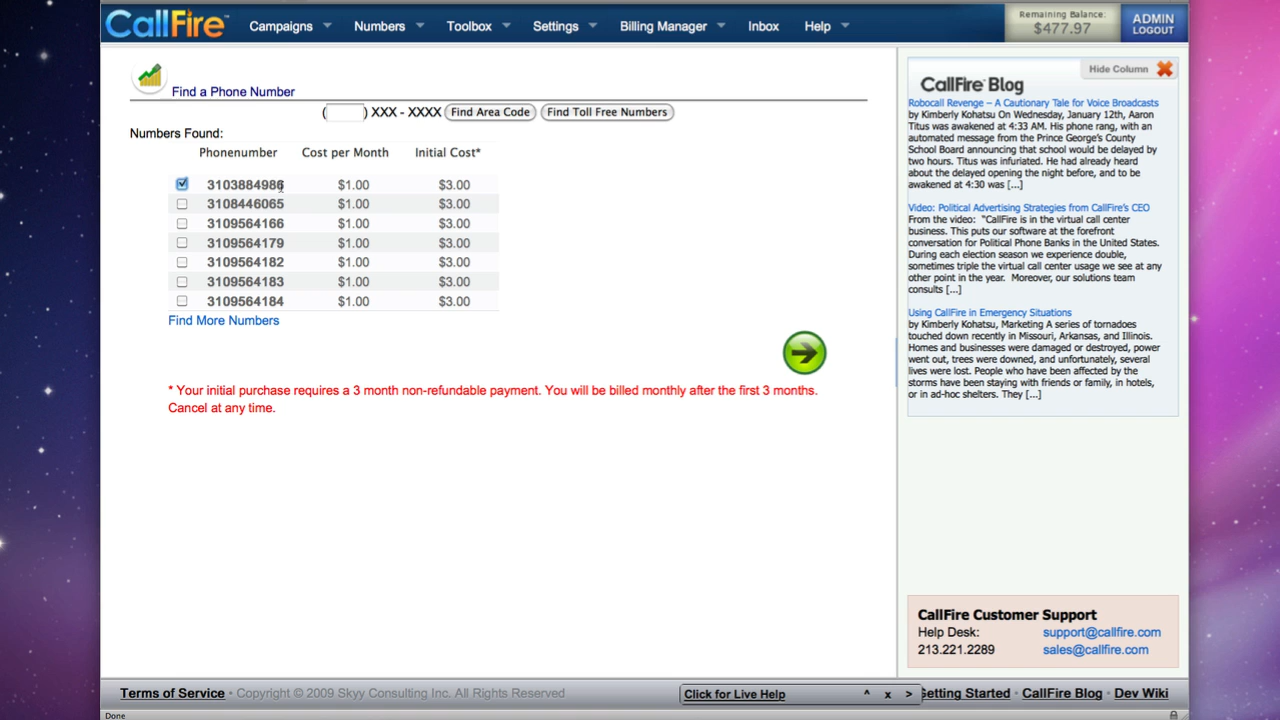 CallFire™
Campaigns Numbers Toolbox Settings Billing Manager Inbox Help
Remaining Balance:
$477.97
ADMIN
LOGOUT
Find a Phone Number
( ) XXX - XXXX Find Area Code Find Toll Free Numbers
Numbers Found:
Phonenumber Cost per Month Initial Cost*
3103884986 $1.00 $3.00
3108446065 $1.00 $3.00
3109564166 $1.00 $3.00
3109564179 $1.00 $3.00
3109564182 $1.00 $3.00
3109564183 $1.00 $3.00
3109564184 $1.00 $3.00
Find More Numbers
* Your initial purchase requires a 3 month non-refundable payment. You will be billed monthly after the first 3 months.
Cancel at any time.
Hide Column
CallFire™ Blog
Robocall Revenge – A Cautionary Tale for Voice Broadcasts
by Kimberly Kohatsu On Wednesday, January 12th, Aaron
Titus was awakened at 4:33 AM. His phone rang, with an
automated message from the Prince George's County
School Board announcing that school would be delayed by
two hours. Titus was infuriated. He had already heard
about the delayed opening the night before, and to be
awakened at 4:30 was [...]
Video: Political Advertising Strategies from CallFire's CEO
From the video: "CallFire is in the virtual call center
business. This puts our software at the forefront
conversation for Political Phone Banks in the United States.
During each election season we experience double,
sometimes triple the virtual call center usage we see at any
other point in the year. Moreover, our solutions team
consults [...]
Using CallFire in Emergency Situations
by Kimberly Kohatsu, Marketing A series of tornadoes
touched down recently in Missouri, Arkansas, and Illinois.
Homes and businesses were damaged or destroyed, power
went out, trees were downed, and unfortunately, several
lives were lost. People who have been affected by the
storms have been staying with friends or family, in hotels,
or in ad-hoc shelters. They [...]
CallFire Customer Support
Help Desk: support@callfire.com
213.221.2289 sales@callfire.com
Terms of Service · Copyright © 2009 Skyy Consulting Inc. All Rights Reserved
Click for Live Help ^ x >
Getting Started · CallFire Blog · Dev Wiki
Done